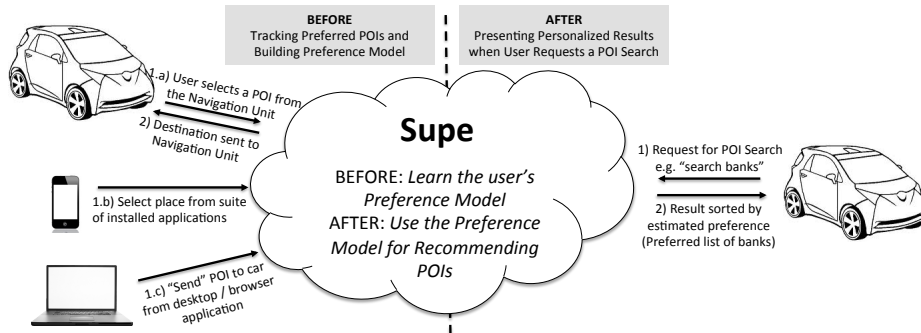 BEFORE
Tracking Preferred POIs and
Building Preference Model
AFTER
Presenting Personalized Results
when User Requests a POI Search
1.a) User selects a POI from
the Navigation Unit
2) Destination sent to
Navigation Unit
1.b) Select place from suite
of installed applications
1.c) “Send” POI to car
from desktop / browser
application
Supe
BEFORE: Learn the user’s
Preference Model
AFTER: Use the Preference
Model for Recommending
POIs
1) Request for POI Search
e.g. “search banks”
2) Result sorted by
estimated preference
(Preferred list of banks)